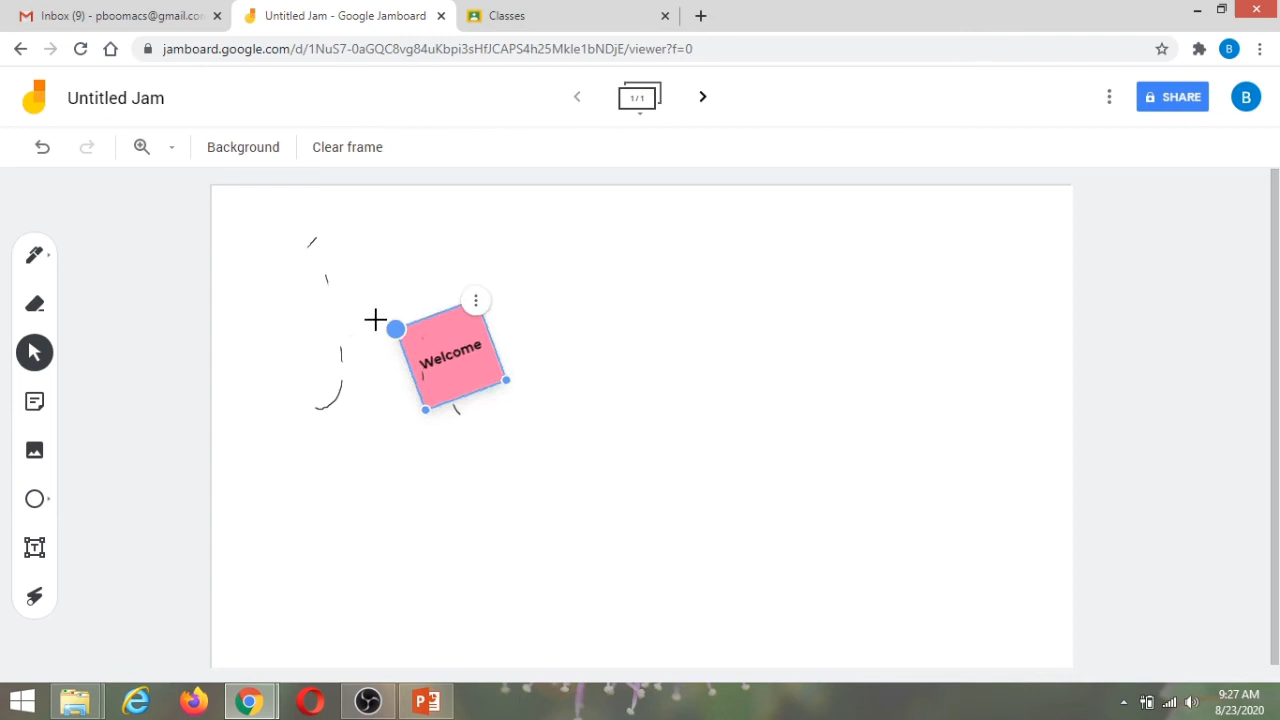 Inbox (9) - pboomacs@gmail.con
Untitled Jam - Google Jamboard
Classes
jamboard.google.com/d/1NuS7-0aGQC8vg84uKbpi3sHfJCAPS4h25Mkle1bNDjE/viewer?f=0
B
Untitled Jam
1/1
SHARE
B
Background
Clear frame
Welcome
9:27 AM
8/23/2020